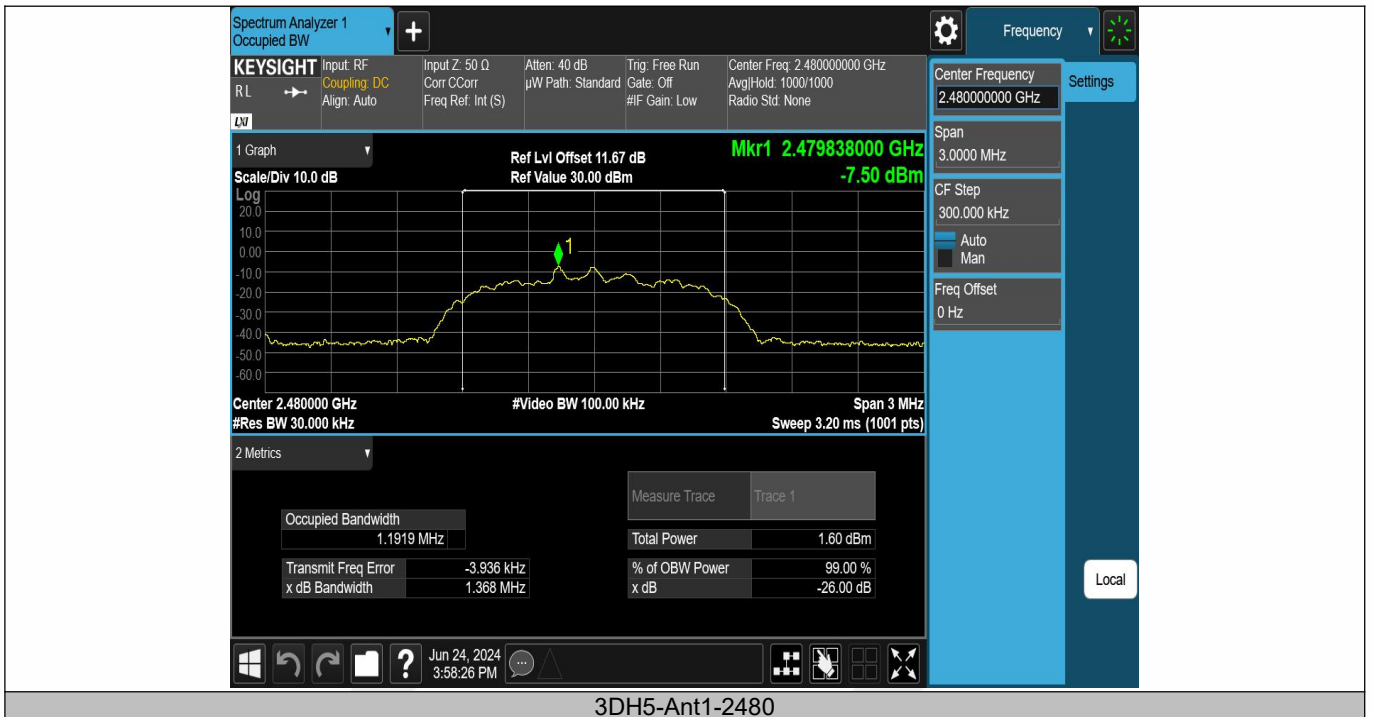 Spectrum Analyzer 1
Occupied BW
Frequency
KEYSIGHT
R L
LXI
Input: RF
Coupling: DC
Align: Auto
Input Z: 50 Ω
Corr CCorr
Freq Ref: Int (S)
Atten: 40 dB
µW Path: Standard
Trig: Free Run
Gate: Off
#IF Gain: Low
Center Freq: 2.480000000 GHz
Avg|Hold: 1000/1000
Radio Std: None
Center Frequency
2.480000000 GHz
Settings
Span
3.0000 MHz
CF Step
300.000 kHz
Auto
Man
Freq Offset
0 Hz
Local
1 Graph
Scale/Div 10.0 dB
Ref Lvl Offset 11.67 dB
Ref Value 30.00 dBm
Mkr1 2.479838000 GHz
-7.50 dBm
Log
20.0
10.0
0.00
-10.0
-20.0
-30.0
-40.0
-50.0
-60.0
1
Center 2.480000 GHz
#Video BW 100.00 kHz
Span 3 MHz
#Res BW 30.000 kHz
Sweep 3.20 ms (1001 pts)
2 Metrics
Measure Trace
Trace 1
Occupied Bandwidth
1.1919 MHz
Total Power
1.60 dBm
Transmit Freq Error
-3.936 kHz
% of OBW Power
99.00 %
x dB Bandwidth
1.368 MHz
x dB
-26.00 dB
?
Jun 24, 2024
3:58:26 PM
3DH5-Ant1-2480